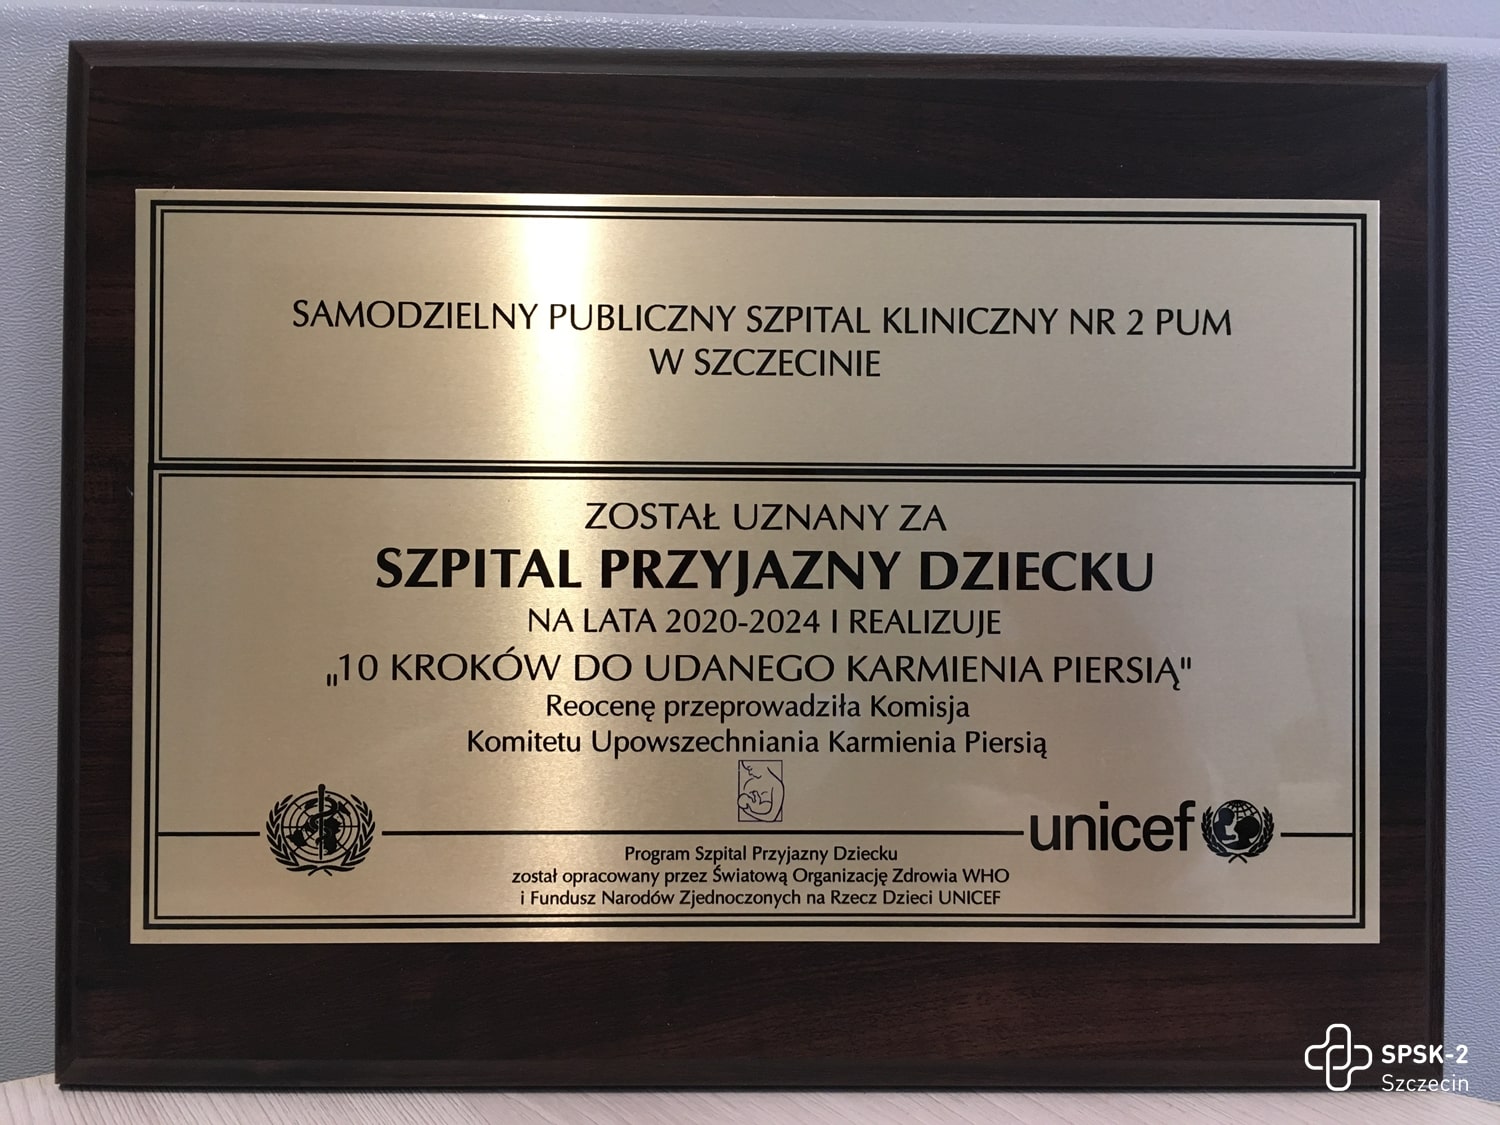 SAMODZIELNY PUBLICZNY SZPITAL KLINICZNY NR 2 PUM
W SZCZECINIE
ZOSTAŁ UZNANY ZA
SZPITAL PRZYJAZNY DZIECKU
NA LATA 2020-2024 I REALIZUJE
„10 KROKÓW DO UDANEGO KARMIENIA PIERSIĄ"
Reocenę przeprowadziła Komisja
Komitetu Upowszechniania Karmienia Piersią
unicef
Program Szpital Przyjazny Dziecku
został opracowany przez Światową Organizację Zdrowia WHO
i Fundusz Narodów Zjednoczonych na Rzecz Dzieci UNICEF
SPSK-2
Szczecin